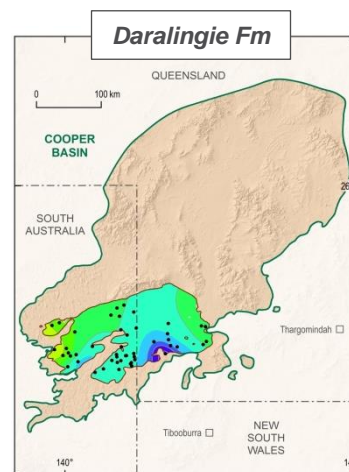 Daralingie Fm
QUEENSLAND
0 100 km
COOPER
BASIN
SOUTH
AUSTRALIA
Thargomindah
Tibooburra
NEW
SOUTH
WALES
140°